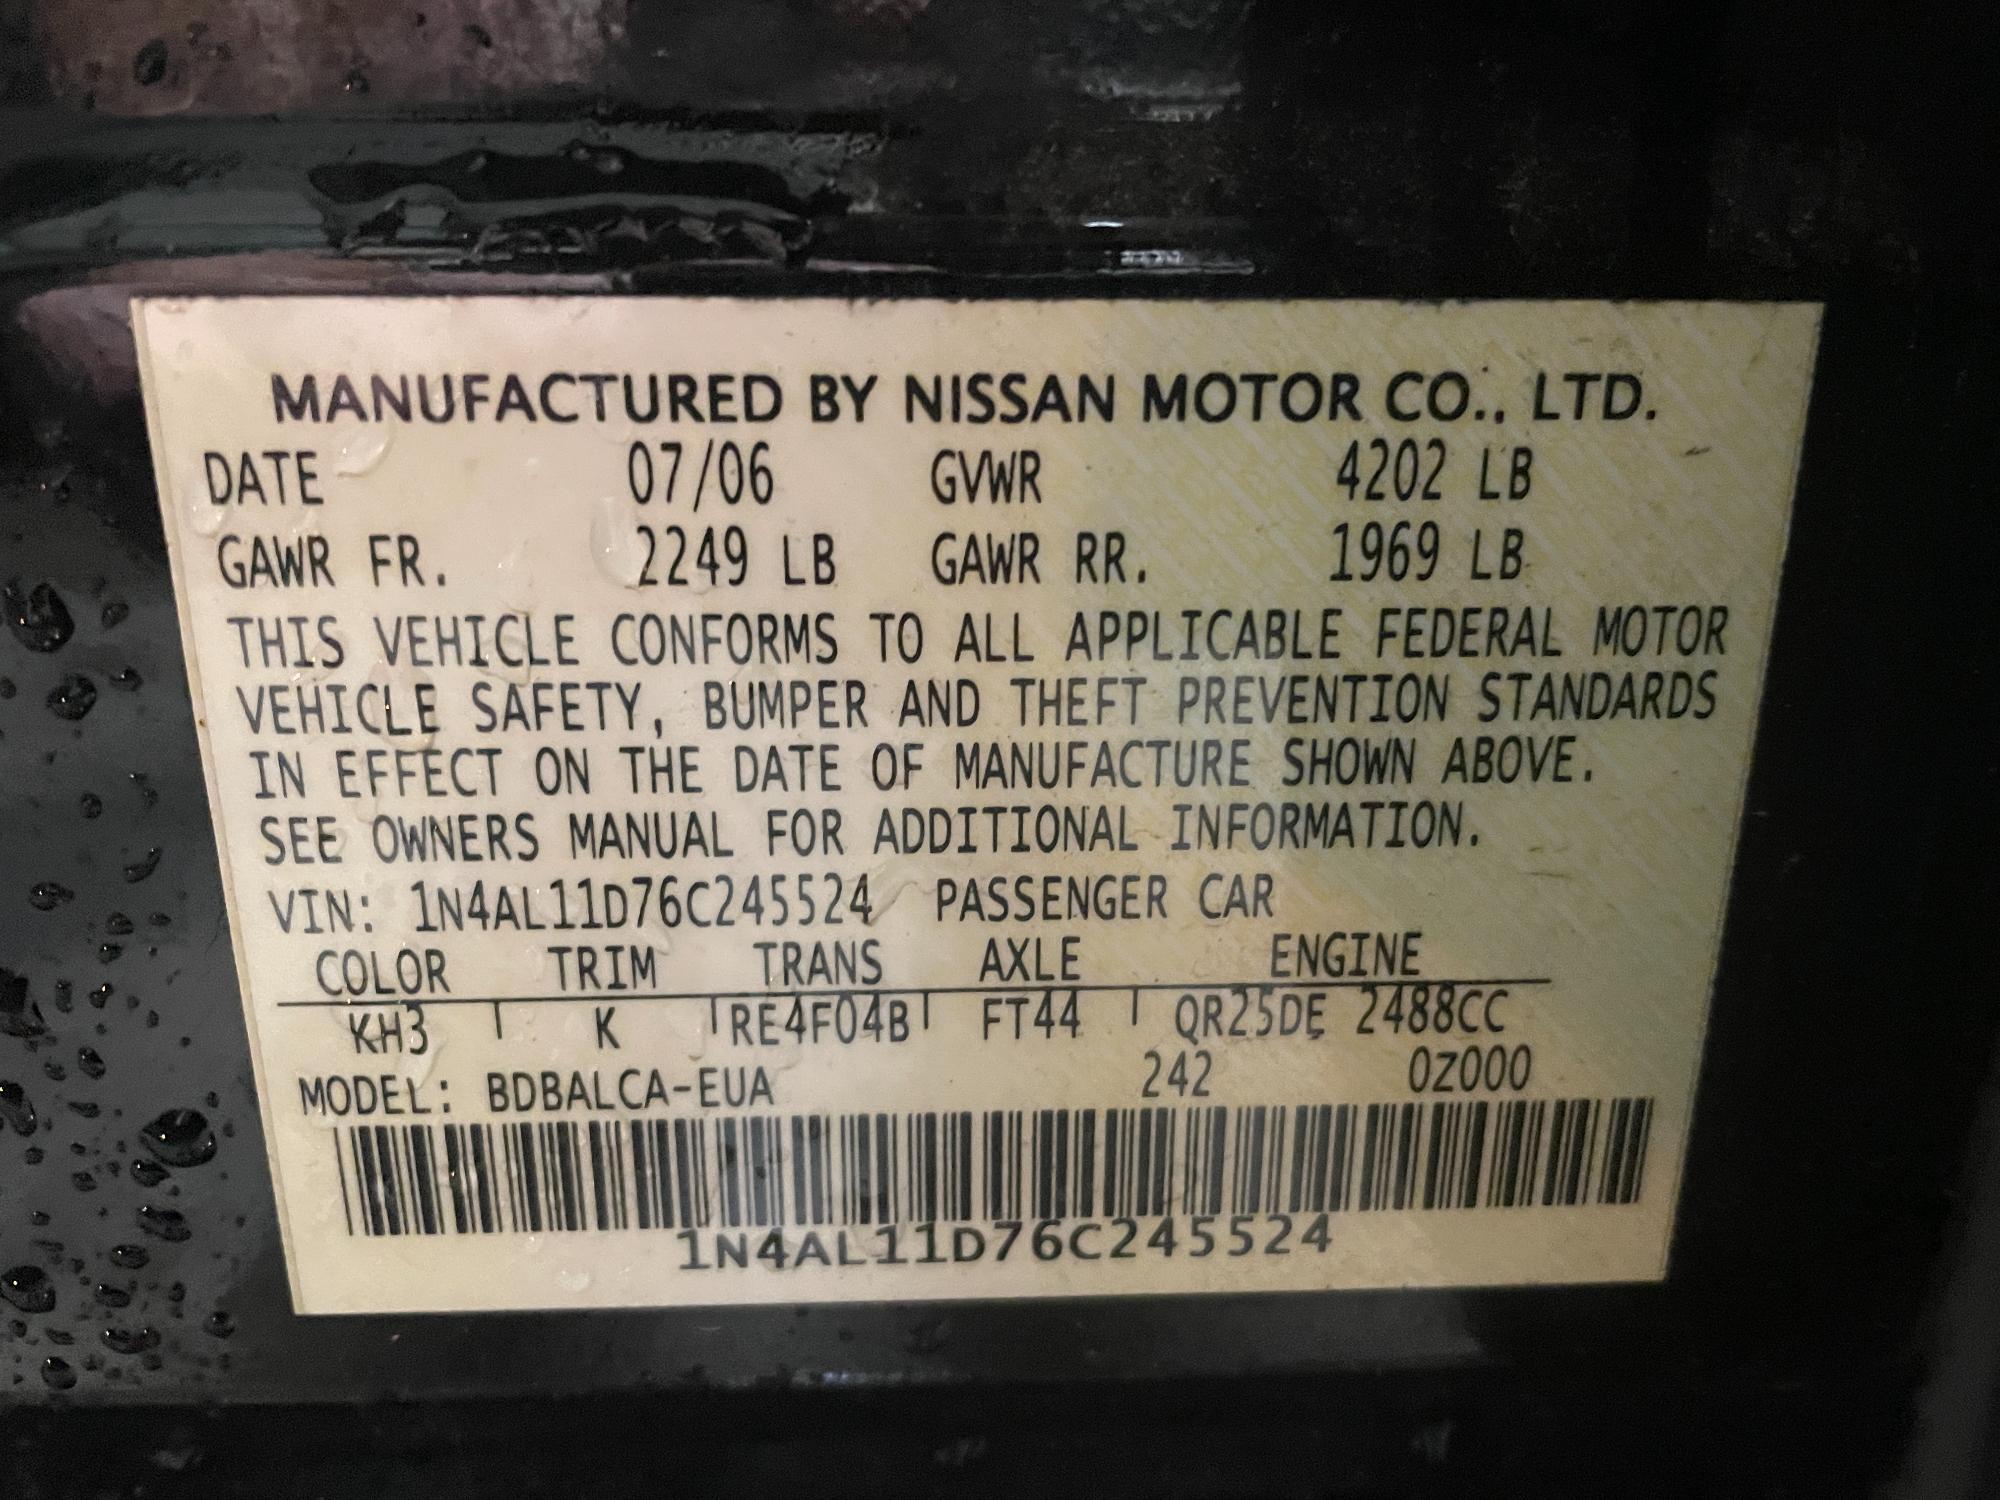 MANUFACTURED BY NISSAN MOTOR CO., LTD.
DATE 07/06 GVWR 4202 LB
GAWR FR. 2249 LB GAWR RR. 1969 LB
THIS VEHICLE CONFORMS TO ALL APPLICABLE FEDERAL MOTOR
VEHICLE SAFETY, BUMPER AND THEFT PREVENTION STANDARDS
IN EFFECT ON THE DATE OF MANUFACTURE SHOWN ABOVE.
SEE OWNERS MANUAL FOR ADDITIONAL INFORMATION.
VIN: 1N4AL11D76C245524 PASSENGER CAR
COLOR TRIM TRANS AXLE ENGINE
KH3 K RE4F04B FT44 QR25DE 2488CC
242 0Z000
MODEL: BDBALCA-EUA
1N4AL11D76C245524